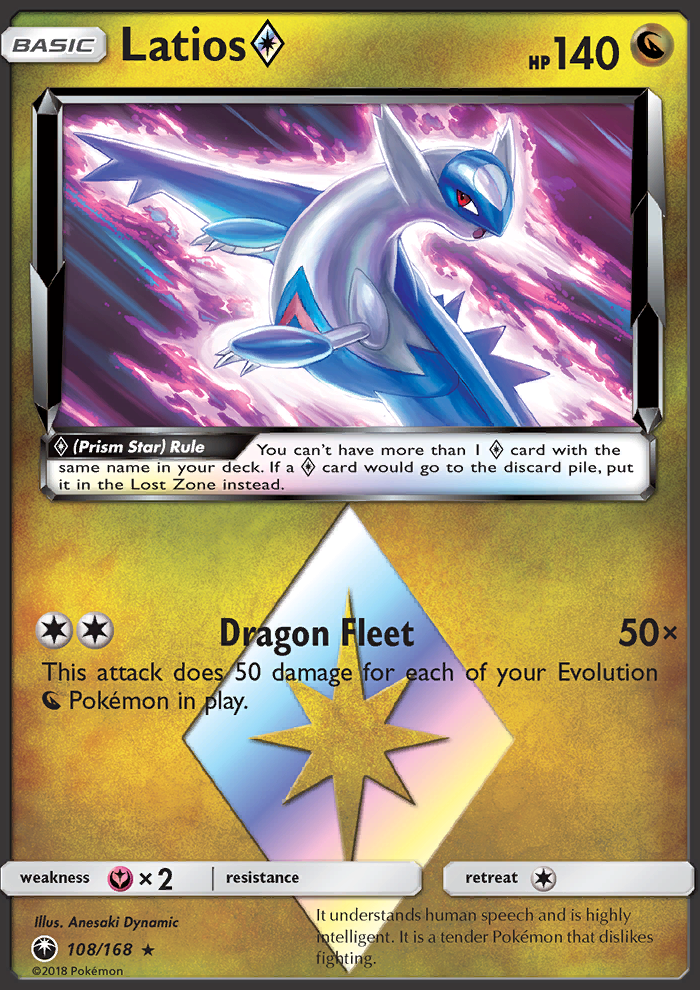 BASIC Latios HP 140
(Prism Star) Rule You can't have more than 1 card with the
same name in your deck. If a card would go to the discard pile, put
it in the Lost Zone instead.
Dragon Fleet 50×
This attack does 50 damage for each of your Evolution
Pokémon in play.
weakness × 2 resistance retreat
Illus. Anesaki Dynamic
108/168
©2018 Pokémon
It understands human speech and is highly
intelligent. It is a tender Pokémon that dislikes
fighting.